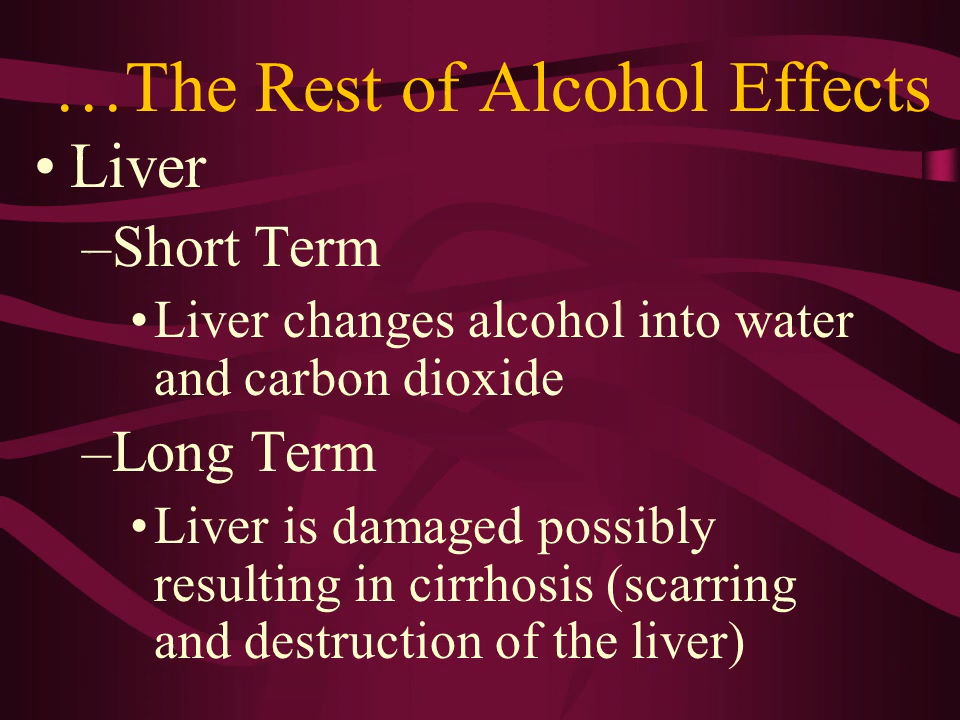 …The Rest of Alcohol Effects
• Liver
–Short Term
•Liver changes alcohol into water
and carbon dioxide
–Long Term
•Liver is damaged possibly
resulting in cirrhosis (scarring
and destruction of the liver)